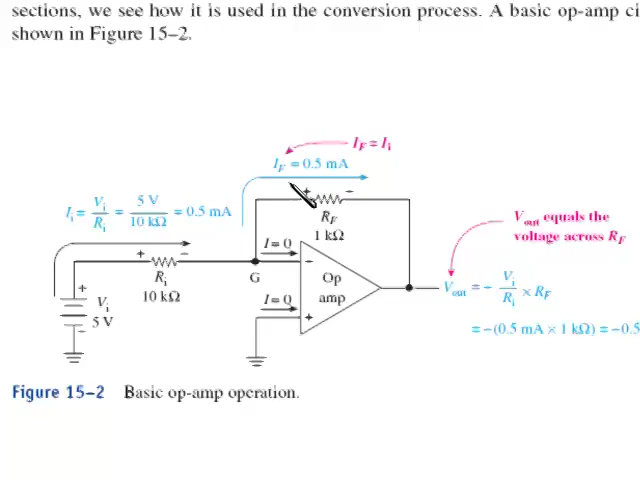 sections, we see how it is used in the conversion process. A basic op-amp ci
shown in Figure 15–2.
I_F = I_i
I_F = 0.5 mA
I_i = V_i / R_i = 5 V / 10 kΩ = 0.5 mA
+ −
R_F
1 kΩ
V_out equals the
voltage across R_F
I = 0
+ −
R_i
10 kΩ
G
−
Op
amp
V_out = − V_i / R_i × R_F
+
V_i
5 V
−
I = 0
+
= −(0.5 mA × 1 kΩ) = −0.5
Figure 15–2 Basic op-amp operation.